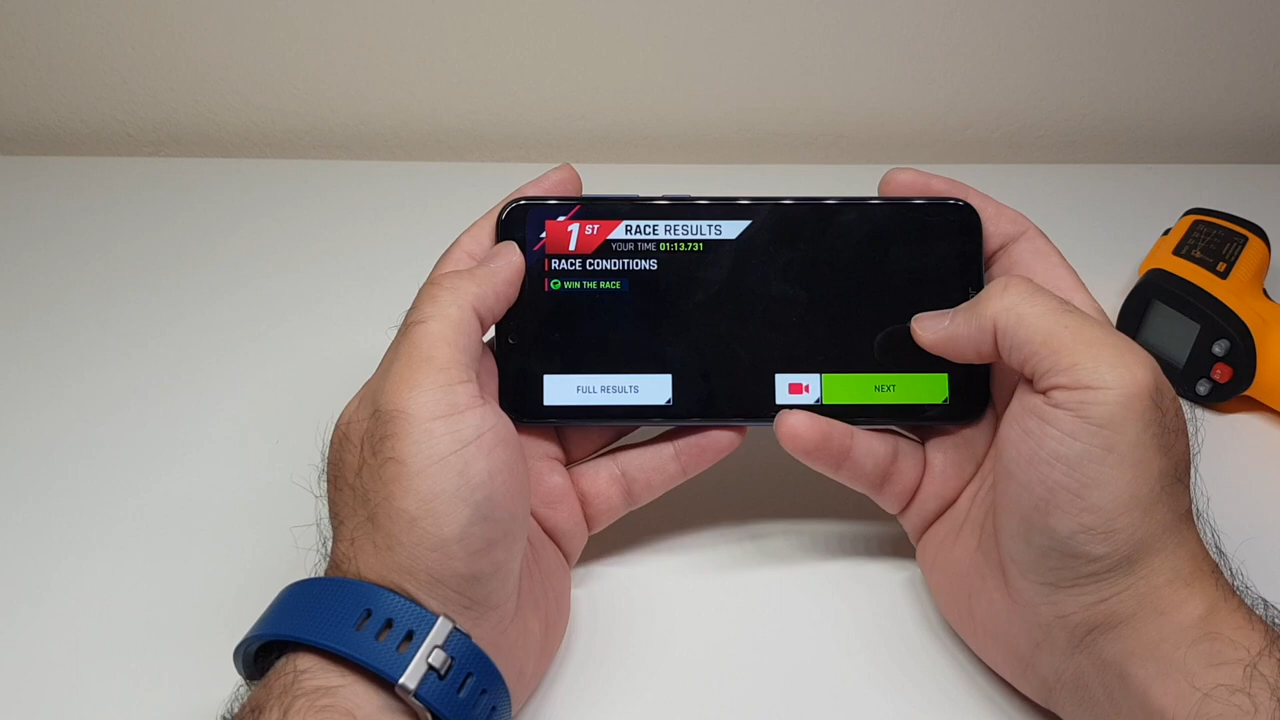 1ST RACE RESULTS
YOUR TIME 01:13.731
RACE CONDITIONS
WIN THE RACE
FULL RESULTS
NEXT